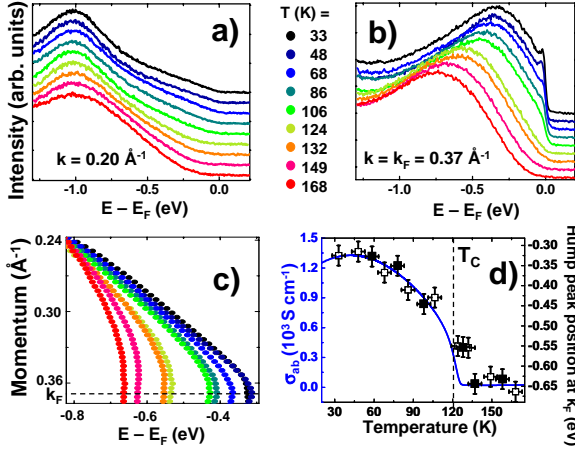 a)
T (K) =
33
48
68
86
106
124
132
149
168
b)
Intensity (arb. units)
k = 0.20 Å⁻¹
k = k_F = 0.37 Å⁻¹
-1.0 -0.5 0.0
E – E_F (eV)
-1.0 -0.5 0.0
E – E_F (eV)
c)
Momentum (Å⁻¹)
0.24
0.30
0.36
k_F
-0.8 -0.6 -0.4
E – E_F (eV)
d)
T_C
σ_ab (10³ S cm⁻¹)
1.5
1.2
0.9
0.6
0.3
0.0
30 60 90 120 150
Temperature (K)
-0.30
-0.35
-0.40
-0.45
-0.50
-0.55
-0.60
-0.65
Hump peak position at k_F (eV)